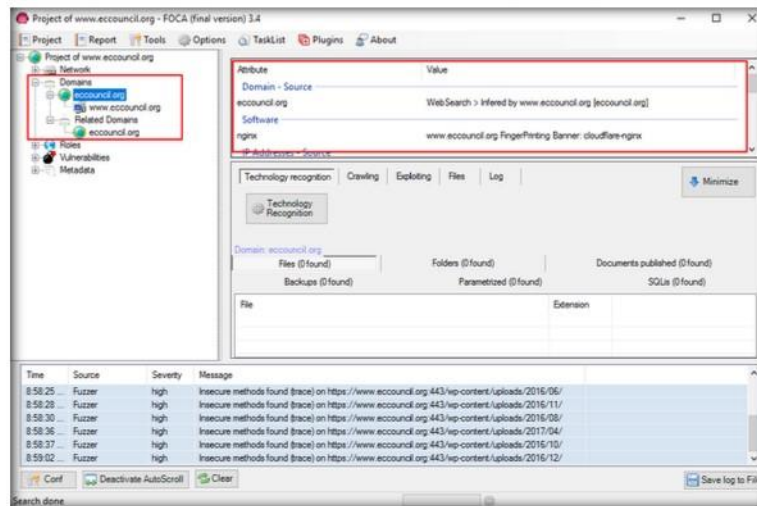 Project of www.eccouncil.org - FOCA (final version) 3.4
Project Report Tools Options TaskList Plugins About
Project of www.eccouncil.org
Network
Domains
eccouncil.org
www.eccouncil.org
Related Domains
eccouncil.org
Roles
Vulnerabilities
Metadata
Attribute Value
Domain - Source
eccouncil.org WebSearch > Infered by www.eccouncil.org [eccouncil.org]
Software
nginx www.eccouncil.org FingerPrinting Banner: cloudflare-nginx
IP Addresses - Source
Technology recognition Crawling Exploiting Files Log
Minimize
Technology
Recognition
Domain: eccouncil.org
Files (0 found) Folders (0 found) Documents published (0 found)
Backups (0 found) Parametrized (0 found) SQLis (0 found)
File Extension
Time Source Severity Message
8:58:25 ... Fuzzer high Insecure methods found (trace) on https://www.eccouncil.org:443/wp-content/uploads/2016/06/
8:58:28 ... Fuzzer high Insecure methods found (trace) on https://www.eccouncil.org:443/wp-content/uploads/2016/11/
8:58:30 ... Fuzzer high Insecure methods found (trace) on https://www.eccouncil.org:443/wp-content/uploads/2016/08/
8:58:36 ... Fuzzer high Insecure methods found (trace) on https://www.eccouncil.org:443/wp-content/uploads/2017/04/
8:58:37 ... Fuzzer high Insecure methods found (trace) on https://www.eccouncil.org:443/wp-content/uploads/2016/10/
8:59:02 ... Fuzzer high Insecure methods found (trace) on https://www.eccouncil.org:443/wp-content/uploads/2016/12/
Conf Deactivate AutoScroll Clear Save log to Fil
Search done